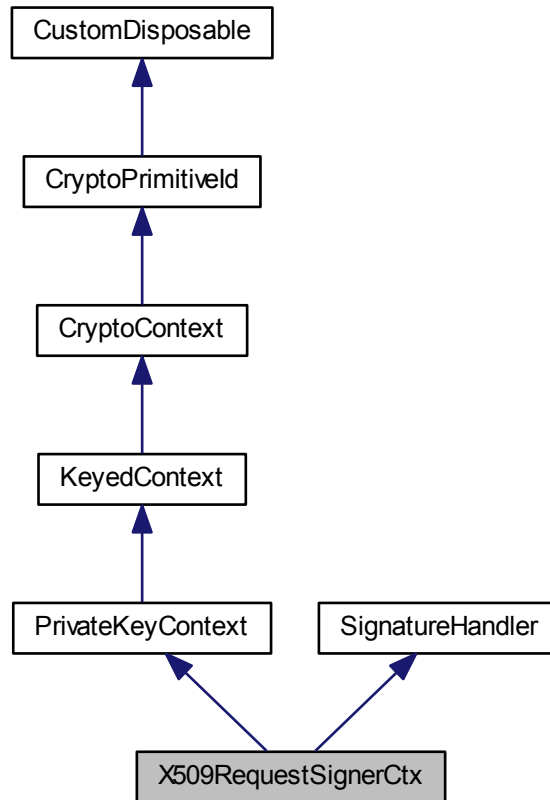 CustomDisposable
CryptoPrimitiveId
CryptoContext
KeyedContext
PrivateKeyContext
SignatureHandler
X509RequestSignerCtx